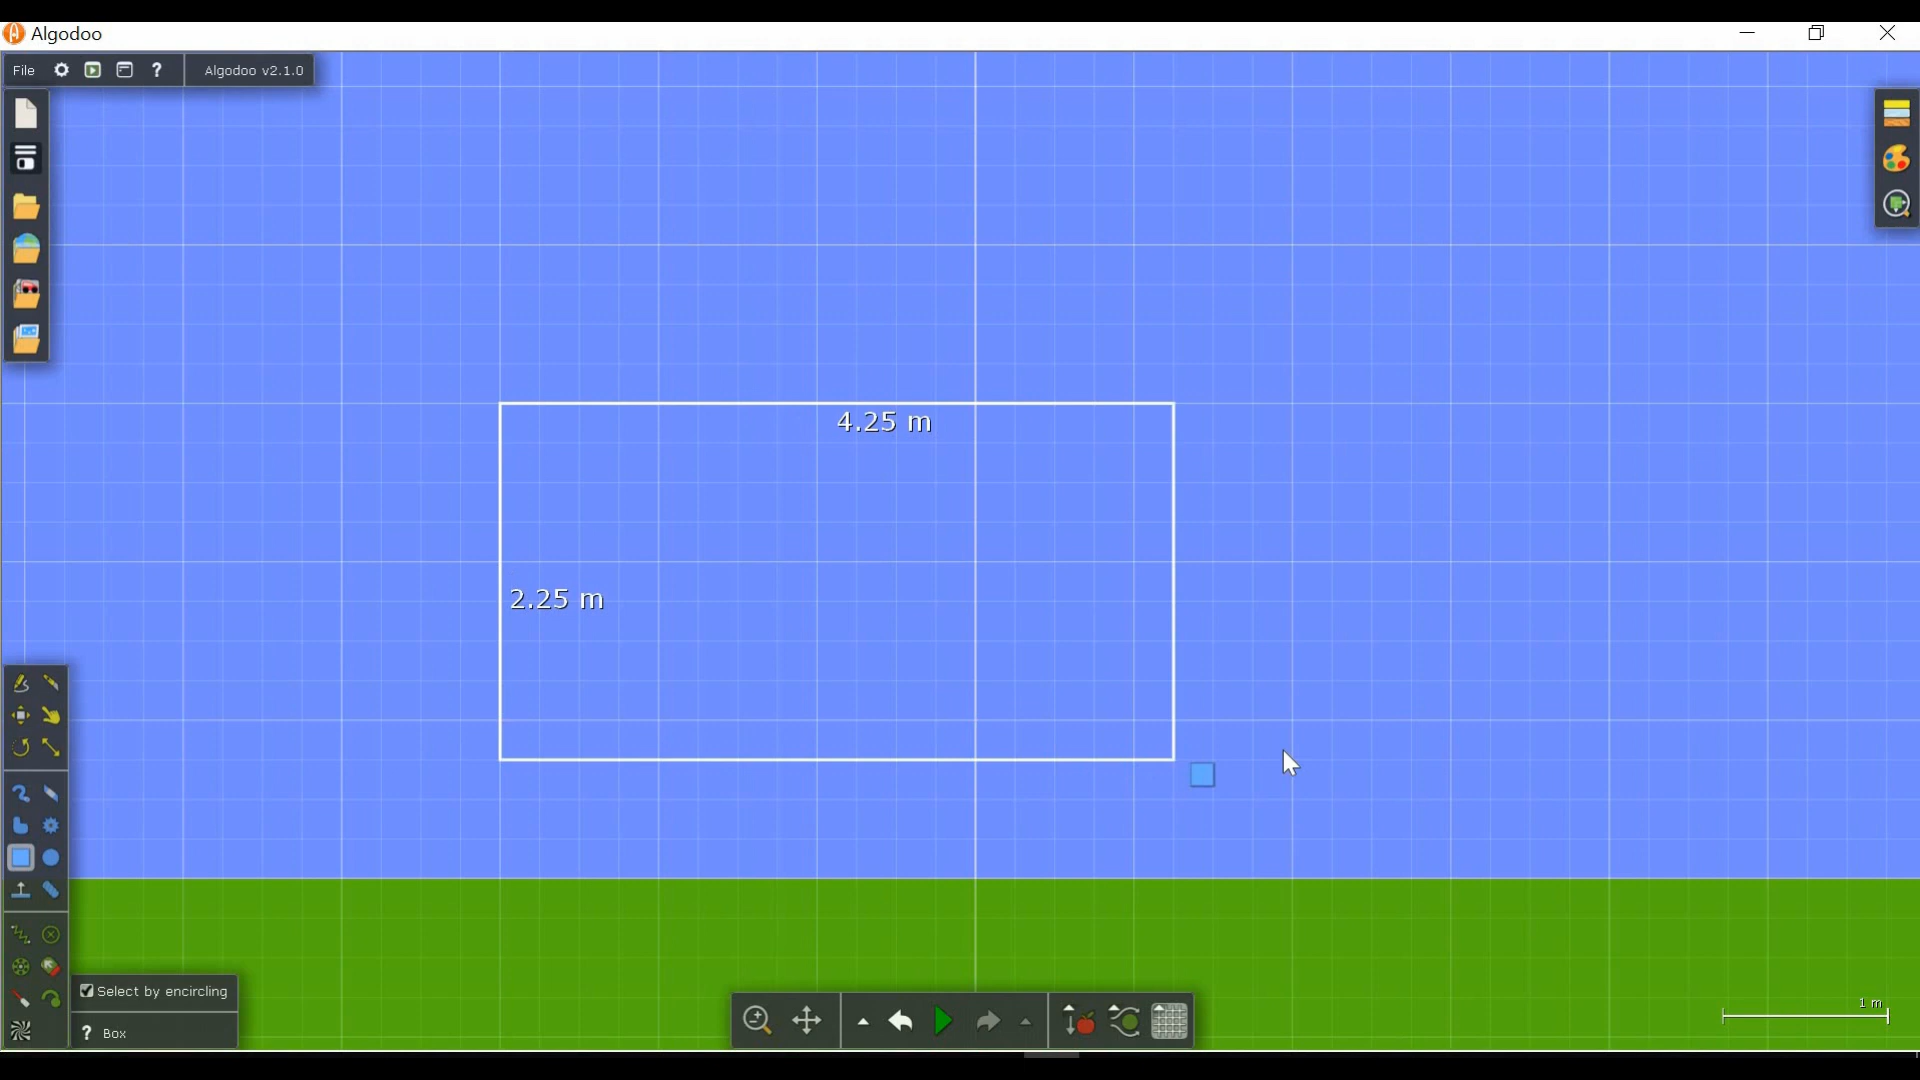 Algodoo
File ? Algodoo v2.1.0
4.25 m
2.25 m
Select by encircling
1 m
? Box